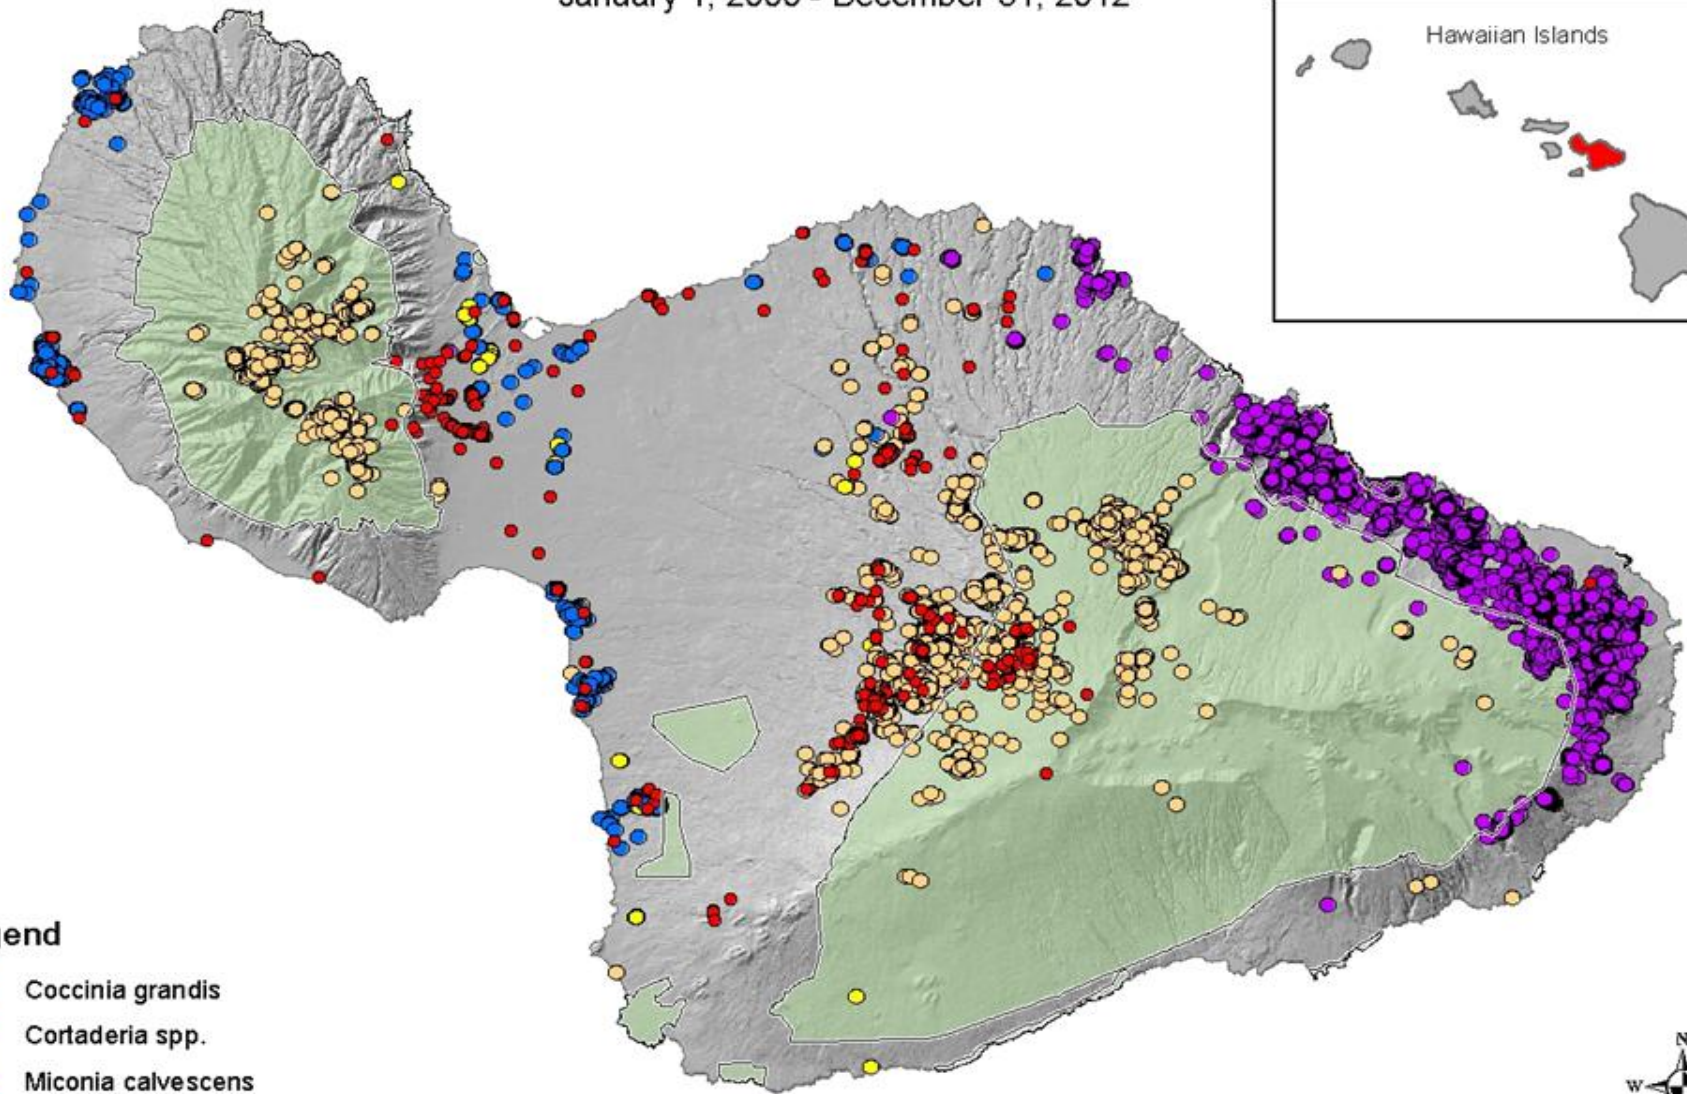 Hawaiian Islands
Coccinia grandis
Cortaderia spp.
Miconia calvescens
N
W